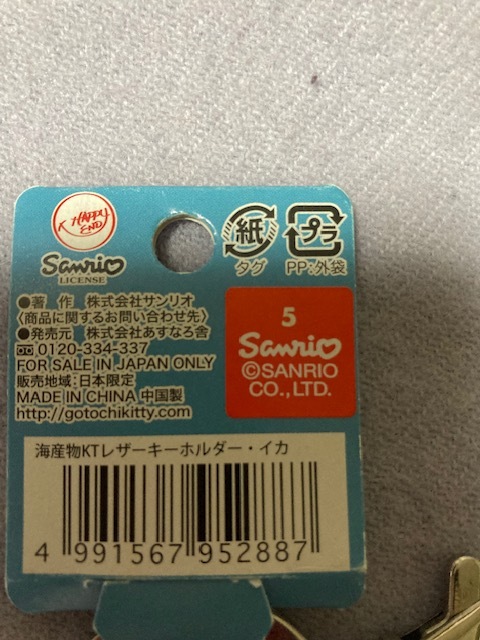 K HAPPY END
Sanrio
LICENSE
紙
タグ
プラ
PP:外袋
●著 作 株式会社サンリオ
〈商品に関するお問い合わせ先〉
●発売元 株式会社あすなろ舎
0120-334-337
FOR SALE IN JAPAN ONLY
販売地域:日本限定
MADE IN CHINA 中国製
http://gotochikitty.com
5
Sanrio
©SANRIO
CO.,LTD.
海産物KTレザーキーホルダー・イカ
4 991567 952887